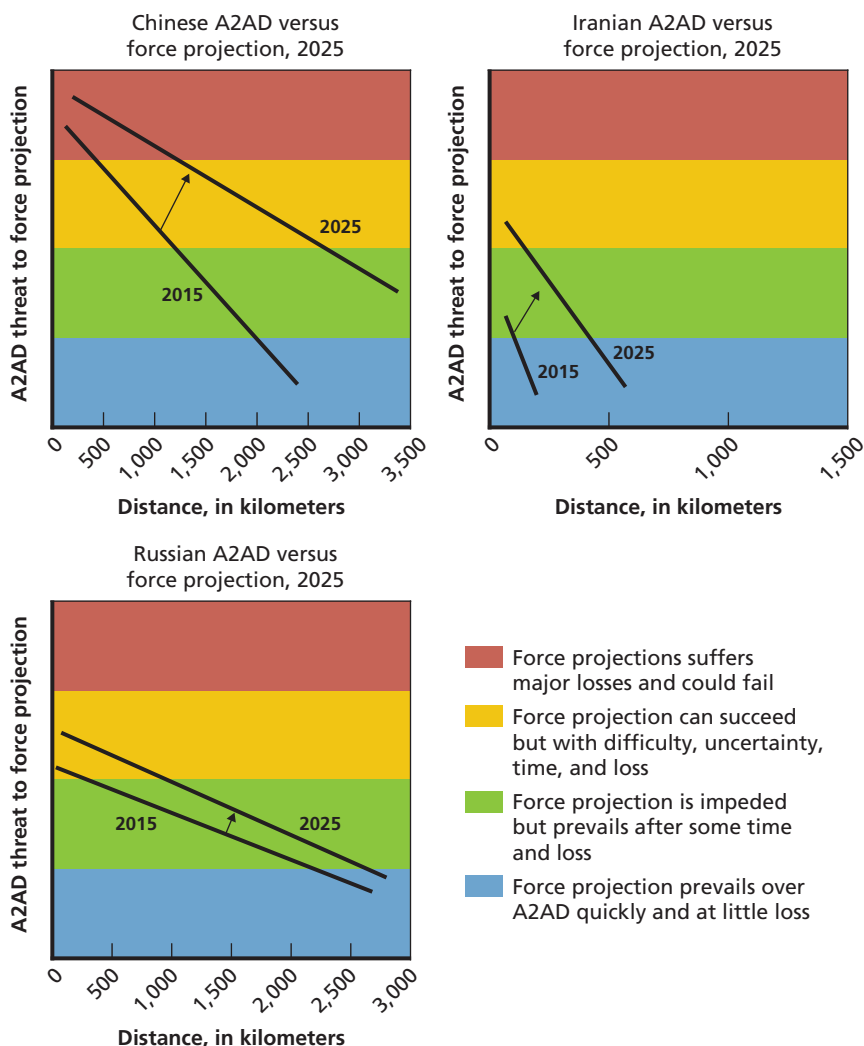 Chinese A2AD versus
force projection, 2025
A2AD threat to force projection
2025
2015
0
500
1,000
1,500
2,000
2,500
3,000
3,500
Distance, in kilometers
Iranian A2AD versus
force projection, 2025
A2AD threat to force projection
2025
2015
0
500
1,000
1,500
Distance, in kilometers
Russian A2AD versus
force projection, 2025
A2AD threat to force projection
2015
2025
0
500
1,000
1,500
2,000
2,500
3,000
Distance, in kilometers
Force projections suffers
major losses and could fail
Force projection can succeed
but with difficulty, uncertainty,
time, and loss
Force projection is impeded
but prevails after some time
and loss
Force projection prevails over
A2AD quickly and at little loss